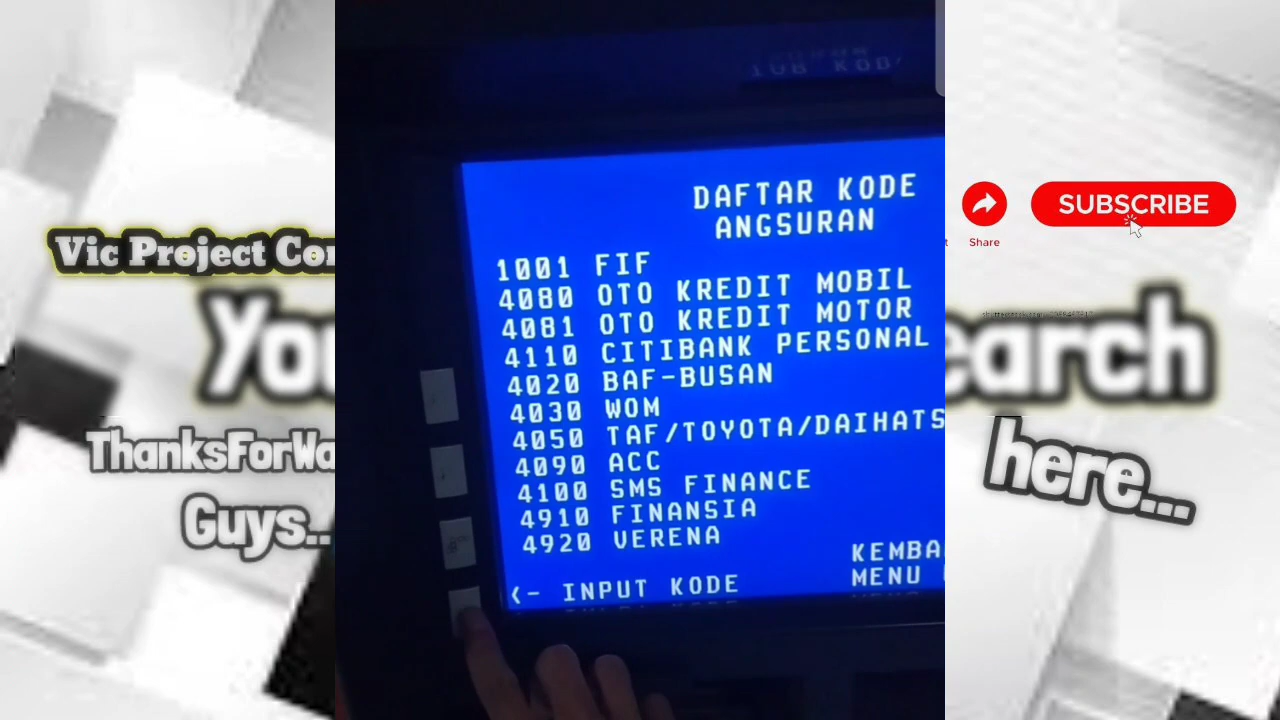 DAFTAR KODE
ANGSURAN
1001 FIF
4080 OTO KREDIT MOBIL
4081 OTO KREDIT MOTOR
4110 CITIBANK PERSONAL
4020 BAF-BUSAN
4030 WOM
4050 TAF/TOYOTA/DAIHATS
4090 ACC
4100 SMS FINANCE
4910 FINANSIA
4920 VERENA
<- INPUT KODE
KEMBA
MENU
Vic Project Cor
You
ThanksForWa
Guys..
Share
SUBSCRIBE
earch
here...